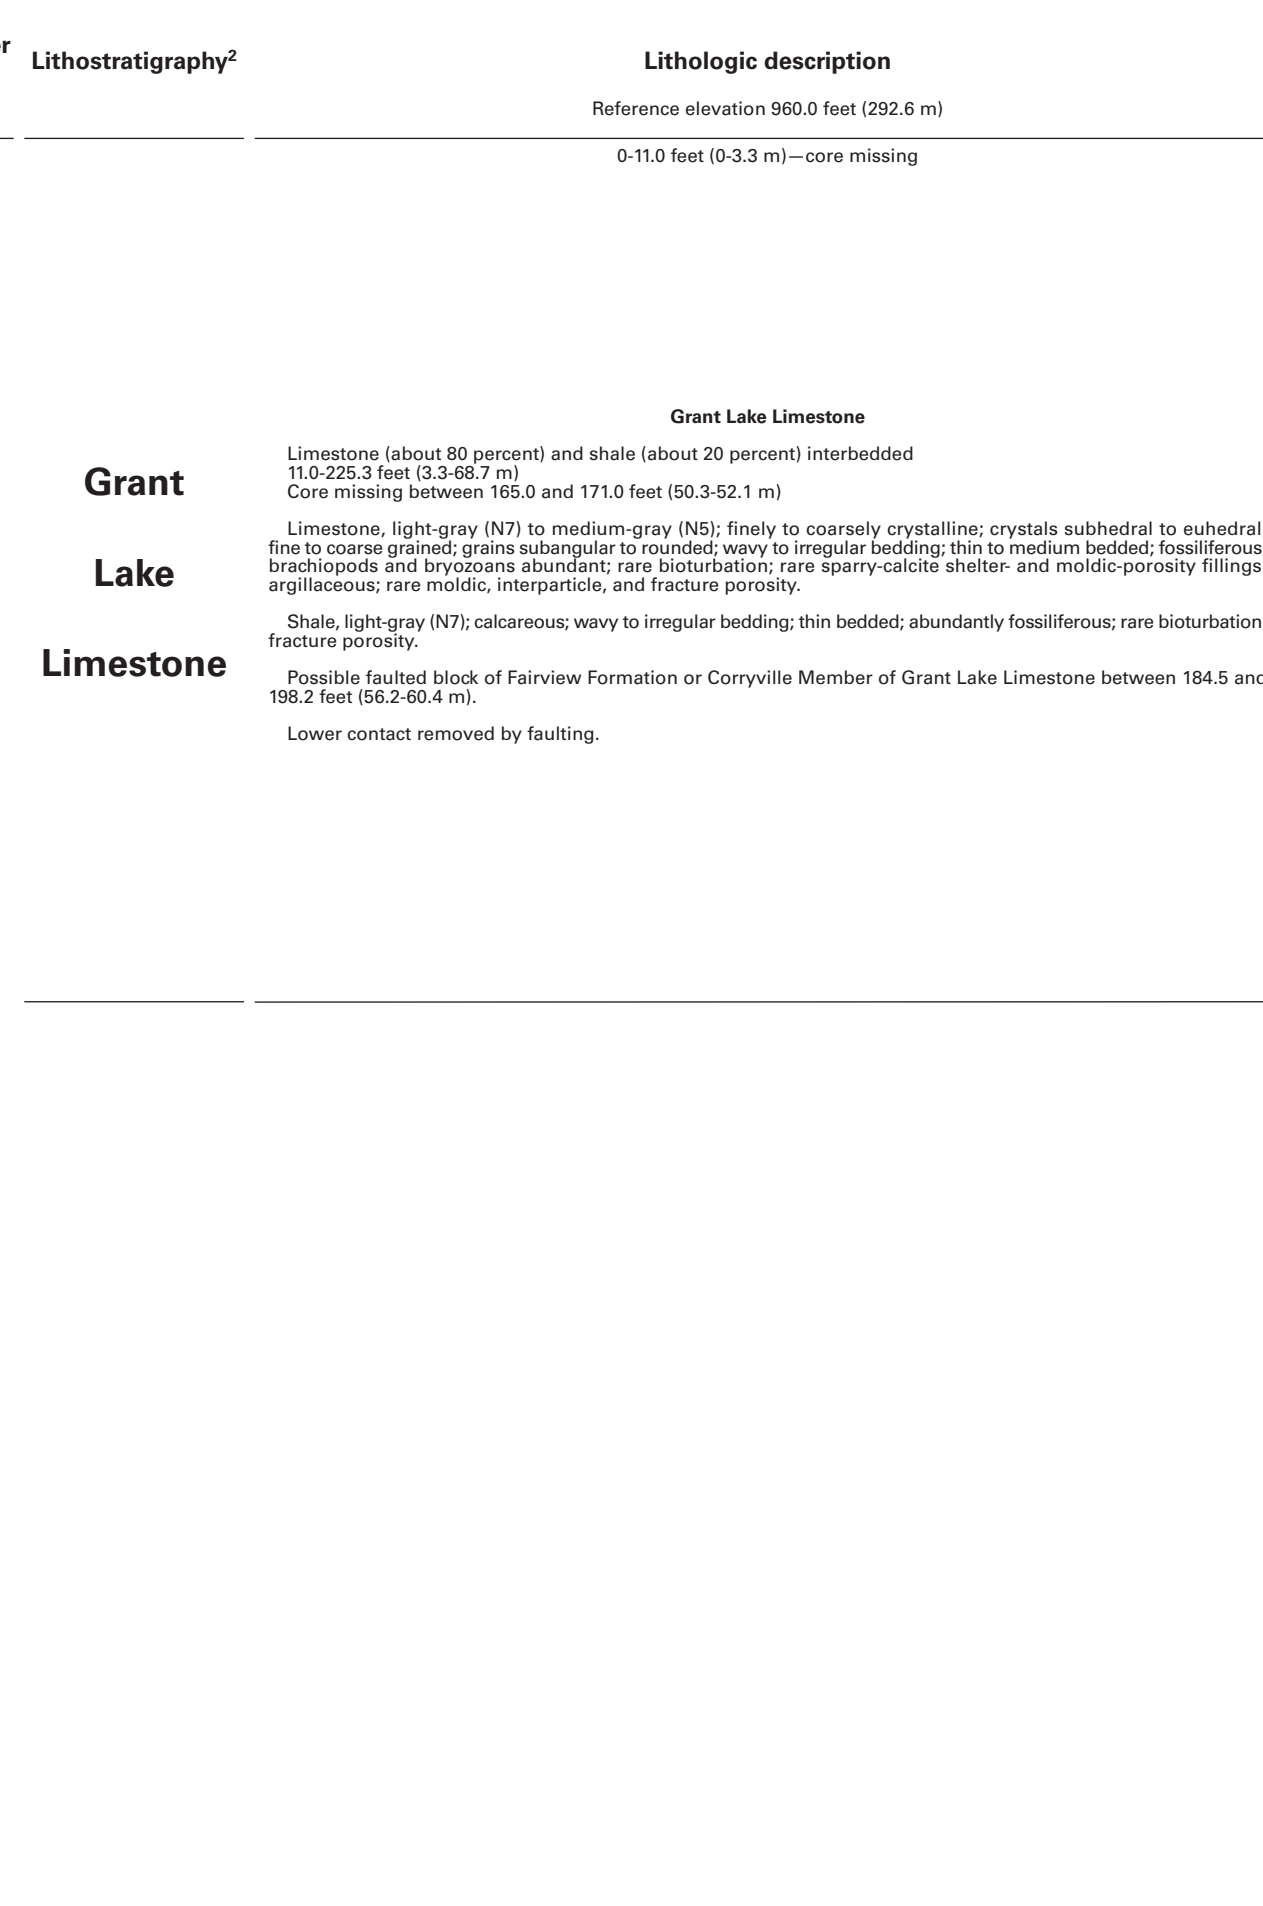 er
Lithostratigraphy2
Lithologic description
Reference elevation 960.0 feet (292.6 m)
0-11.0 feet (0-3.3 m)—core missing
Grant
Lake
Limestone
Grant Lake Limestone
Limestone (about 80 percent) and shale (about 20 percent) interbedded
11.0-225.3 feet (3.3-68.7 m)
Core missing between 165.0 and 171.0 feet (50.3-52.1 m)
Limestone, light-gray (N7) to medium-gray (N5); finely to coarsely crystalline; crystals subhedral to euhedral
fine to coarse grained; grains subangular to rounded; wavy to irregular bedding; thin to medium bedded; fossiliferous
brachiopods and bryozoans abundant; rare bioturbation; rare sparry-calcite shelter- and moldic-porosity fillings
argillaceous; rare moldic, interparticle, and fracture porosity.
Shale, light-gray (N7); calcareous; wavy to irregular bedding; thin bedded; abundantly fossiliferous; rare bioturbation
fracture porosity.
Possible faulted block of Fairview Formation or Corryville Member of Grant Lake Limestone between 184.5 and
198.2 feet (56.2-60.4 m).
Lower contact removed by faulting.